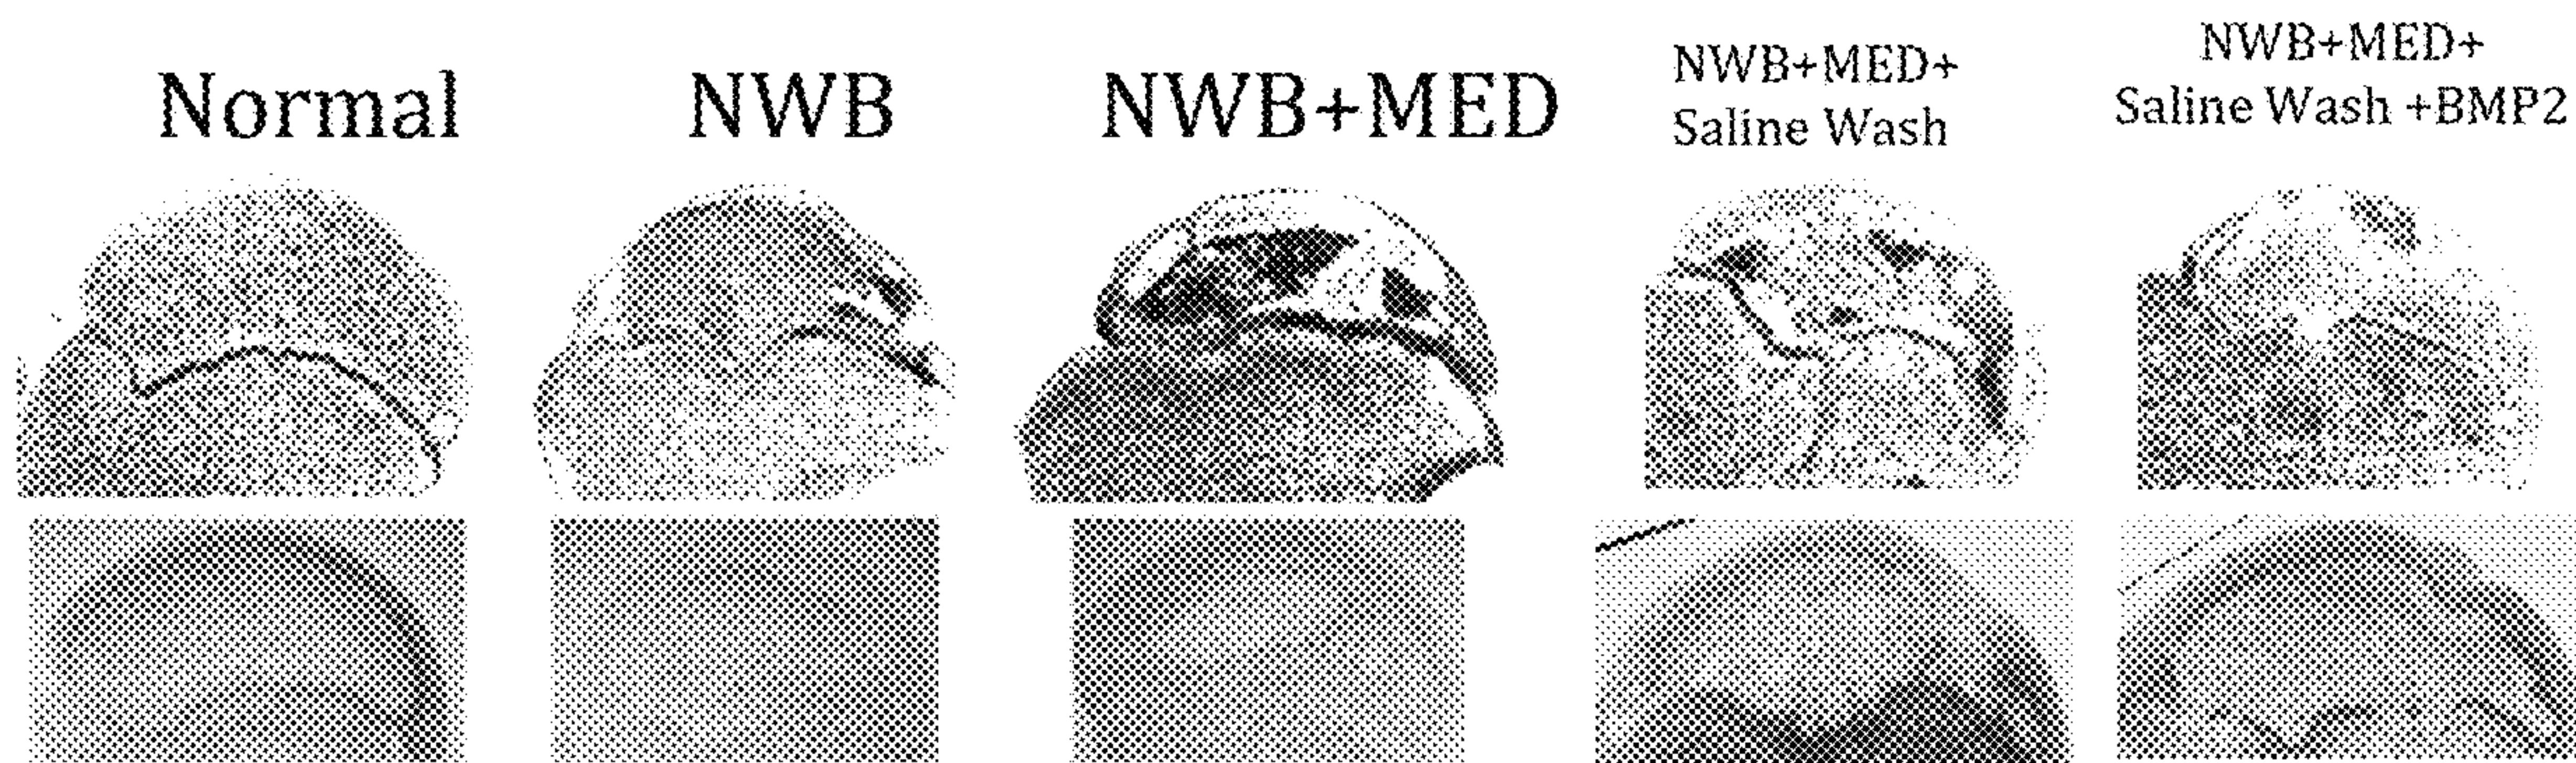 Normal
NWB
NWB+MED
NWB+MED+
Saline Wash
NWB+MED+
Saline Wash +BMP2